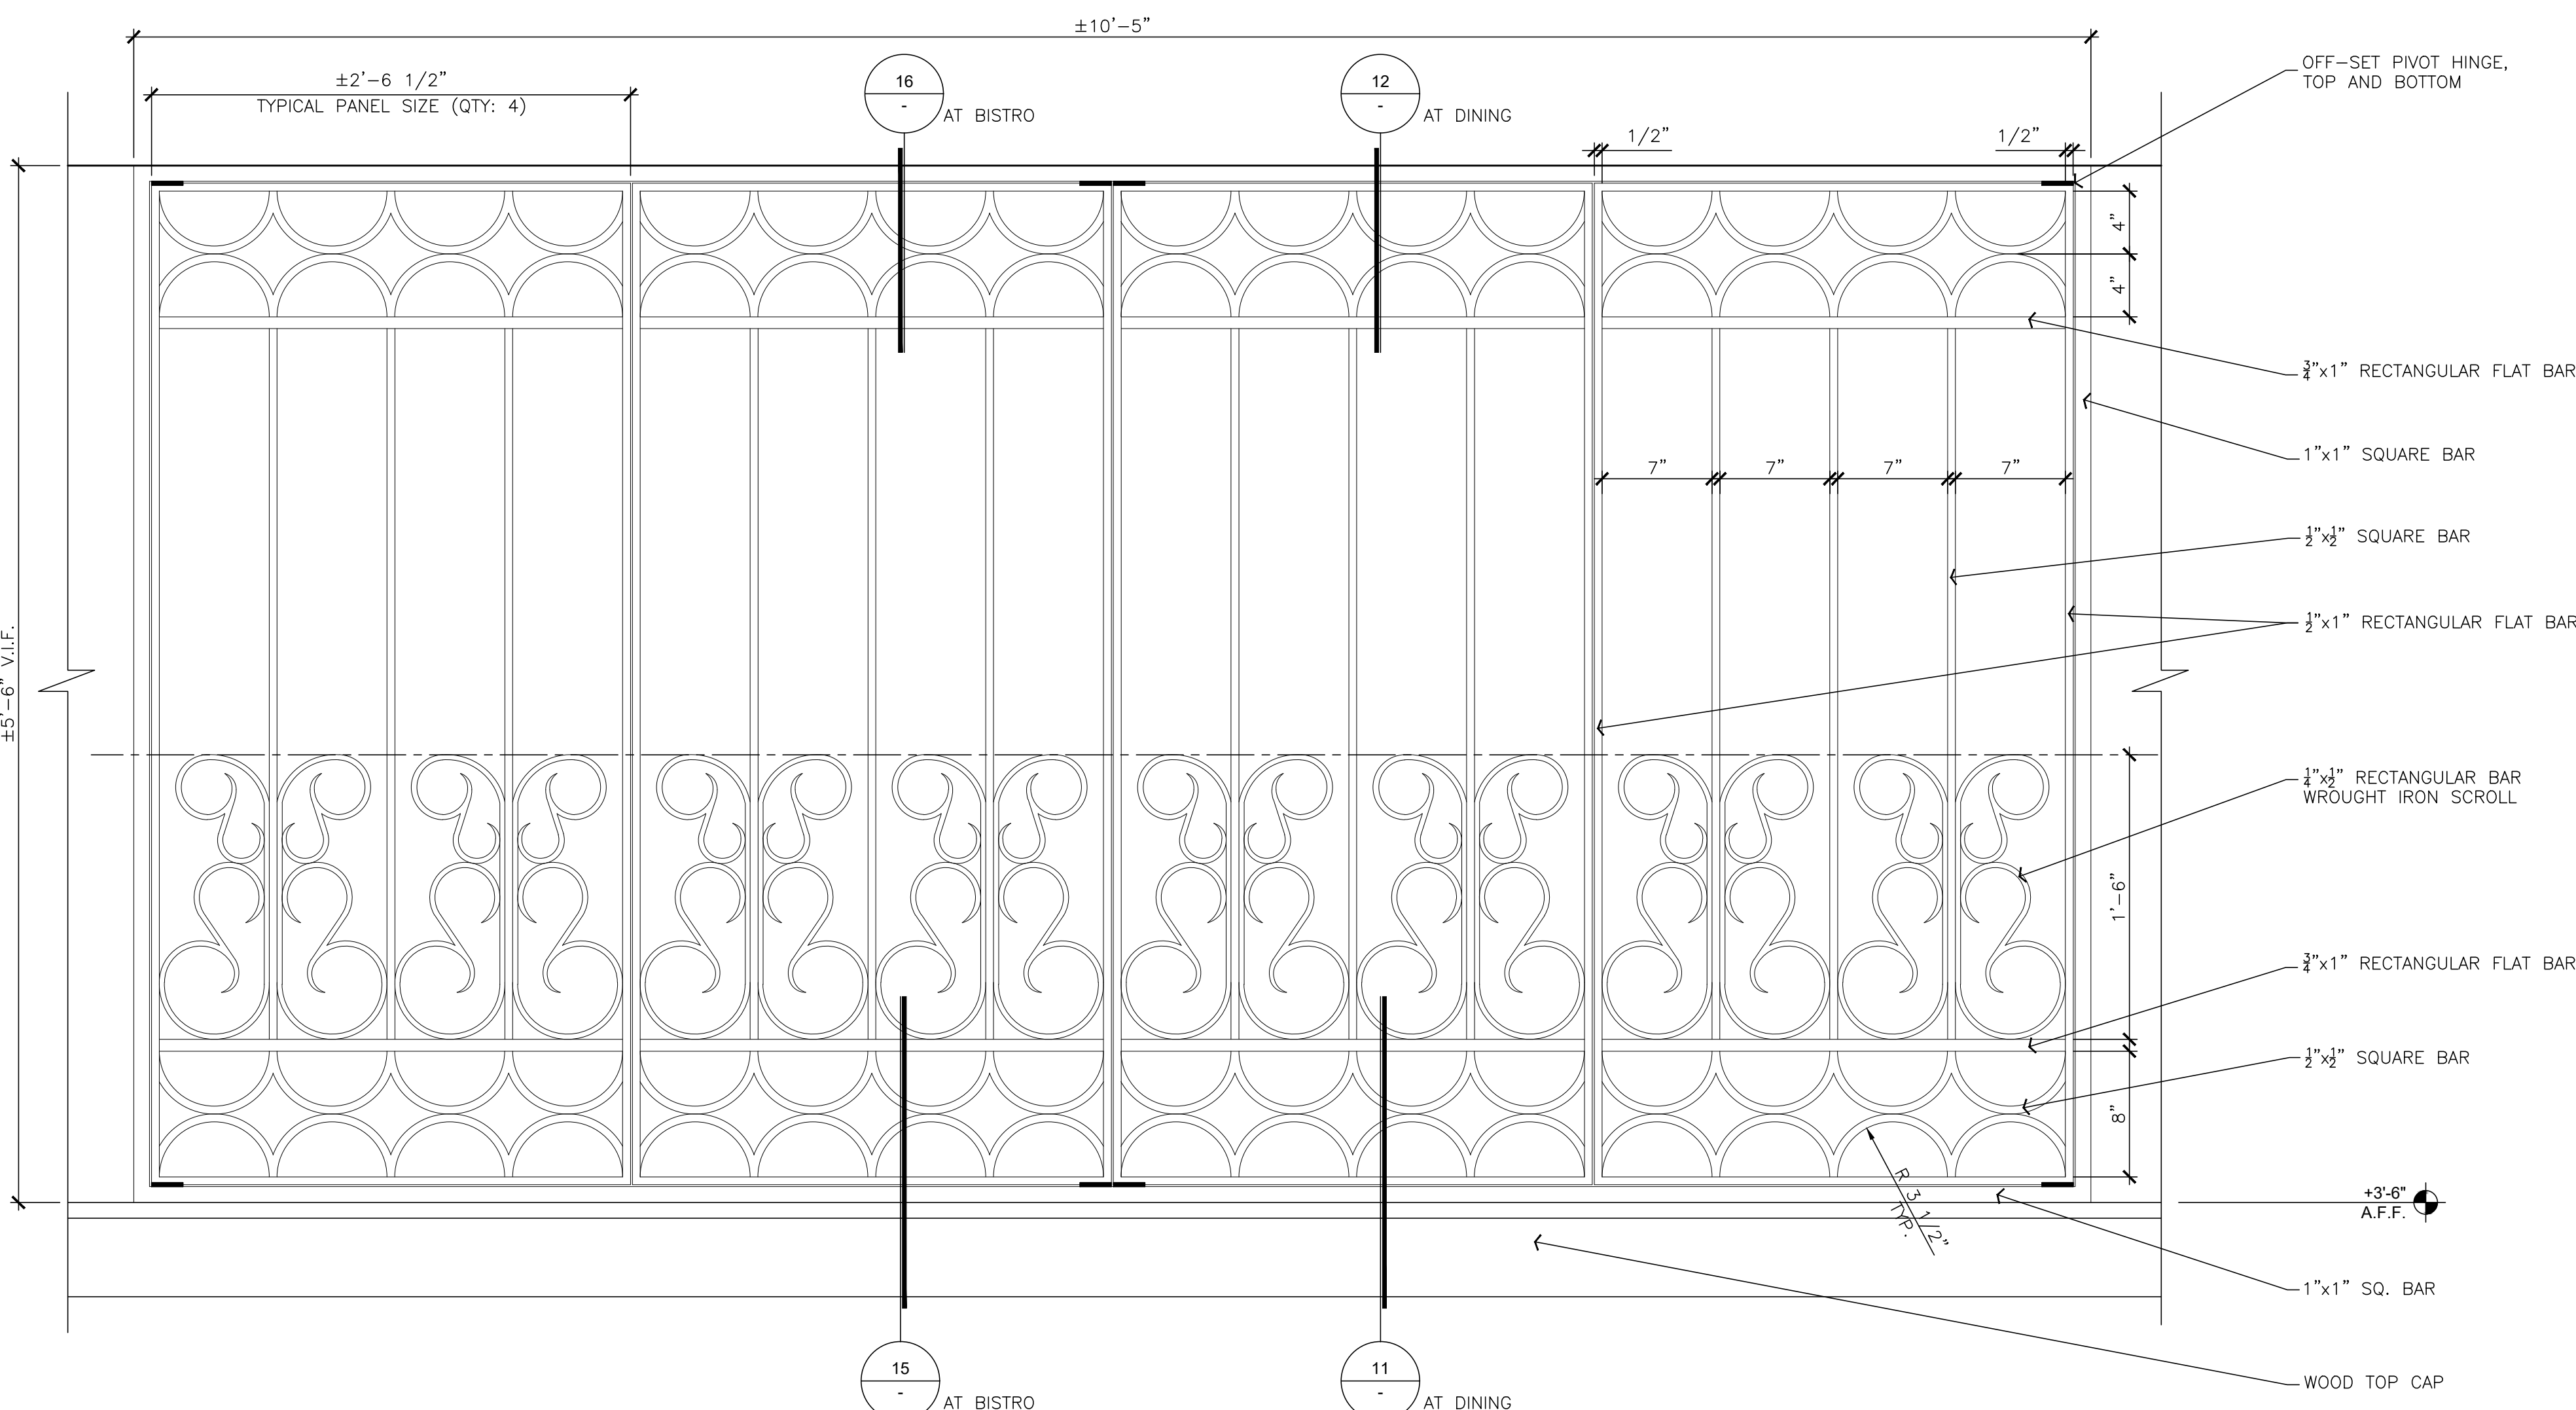 ±10'-5"
±2'-6 1/2"
TYPICAL PANEL SIZE (QTY: 4)
16
-
AT BISTRO
12
-
AT DINING
1/2"
1/2"
OFF-SET PIVOT HINGE,
TOP AND BOTTOM
4"
4"
¾"x1" RECTANGULAR FLAT BAR
1"x1" SQUARE BAR
7"
7"
7"
7"
½"x½" SQUARE BAR
½"x1" RECTANGULAR FLAT BAR
±5'-6" V.I.F.
¼"x½" RECTANGULAR BAR
WROUGHT IRON SCROLL
1'-6"
¾"x1" RECTANGULAR FLAT BAR
½"x½" SQUARE BAR
8"
R 3 1/2"
TYP.
+3'-6"
A.F.F.
1"x1" SQ. BAR
15
-
AT BISTRO
11
-
AT DINING
WOOD TOP CAP